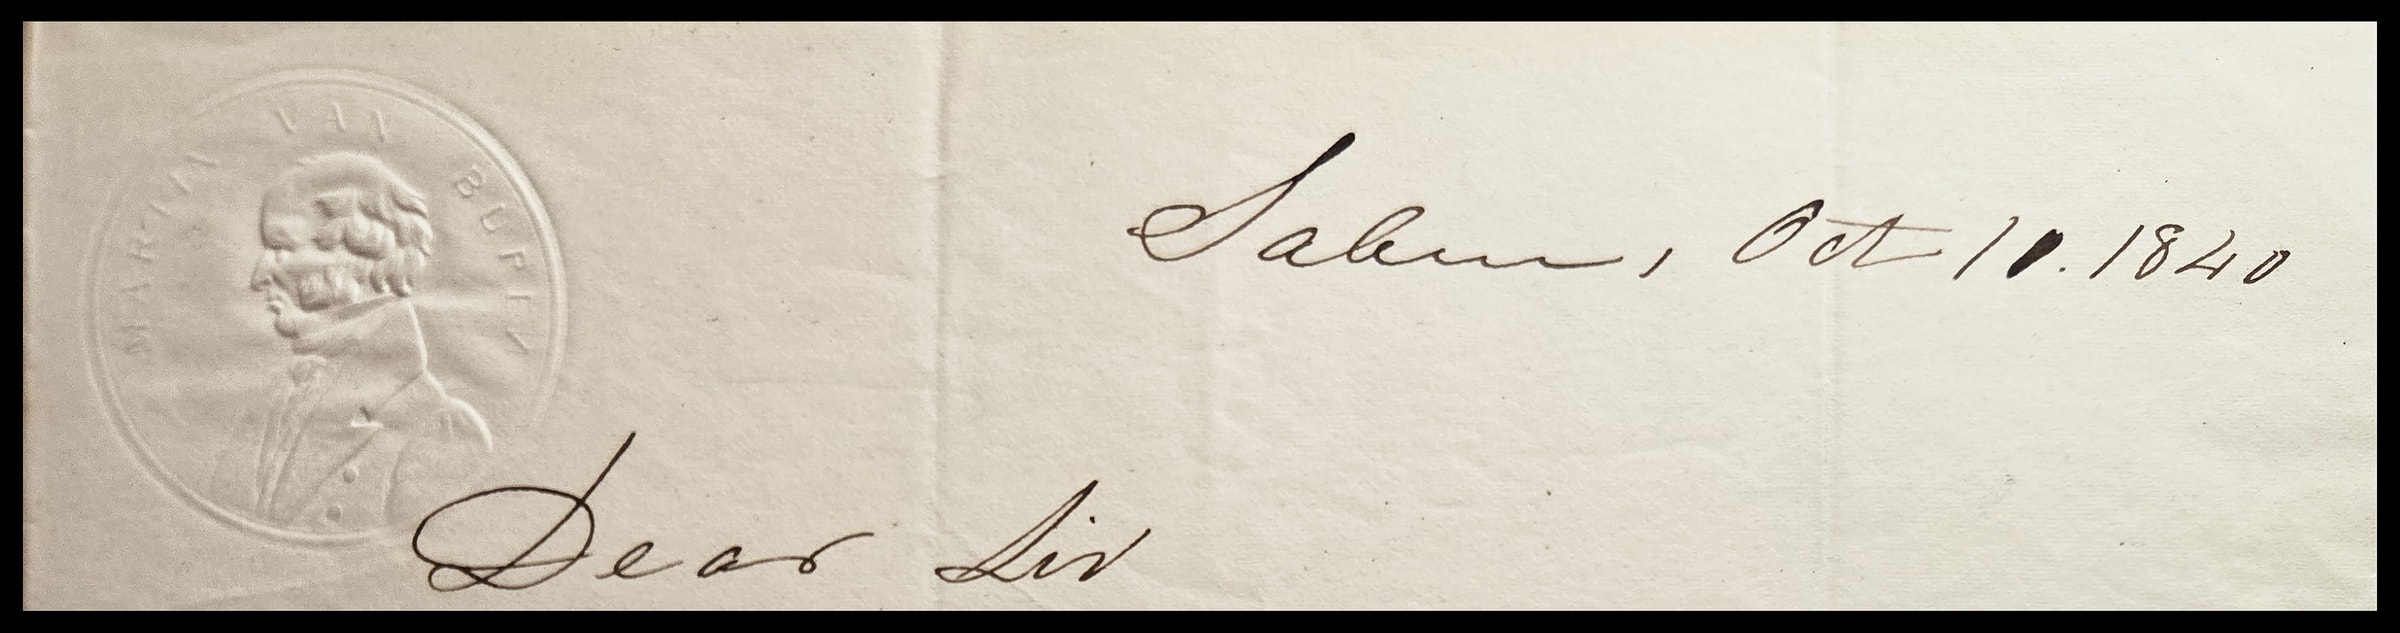 MARTIN VAN BUREN
Salem, Oct 10. 1840
Dear Sir